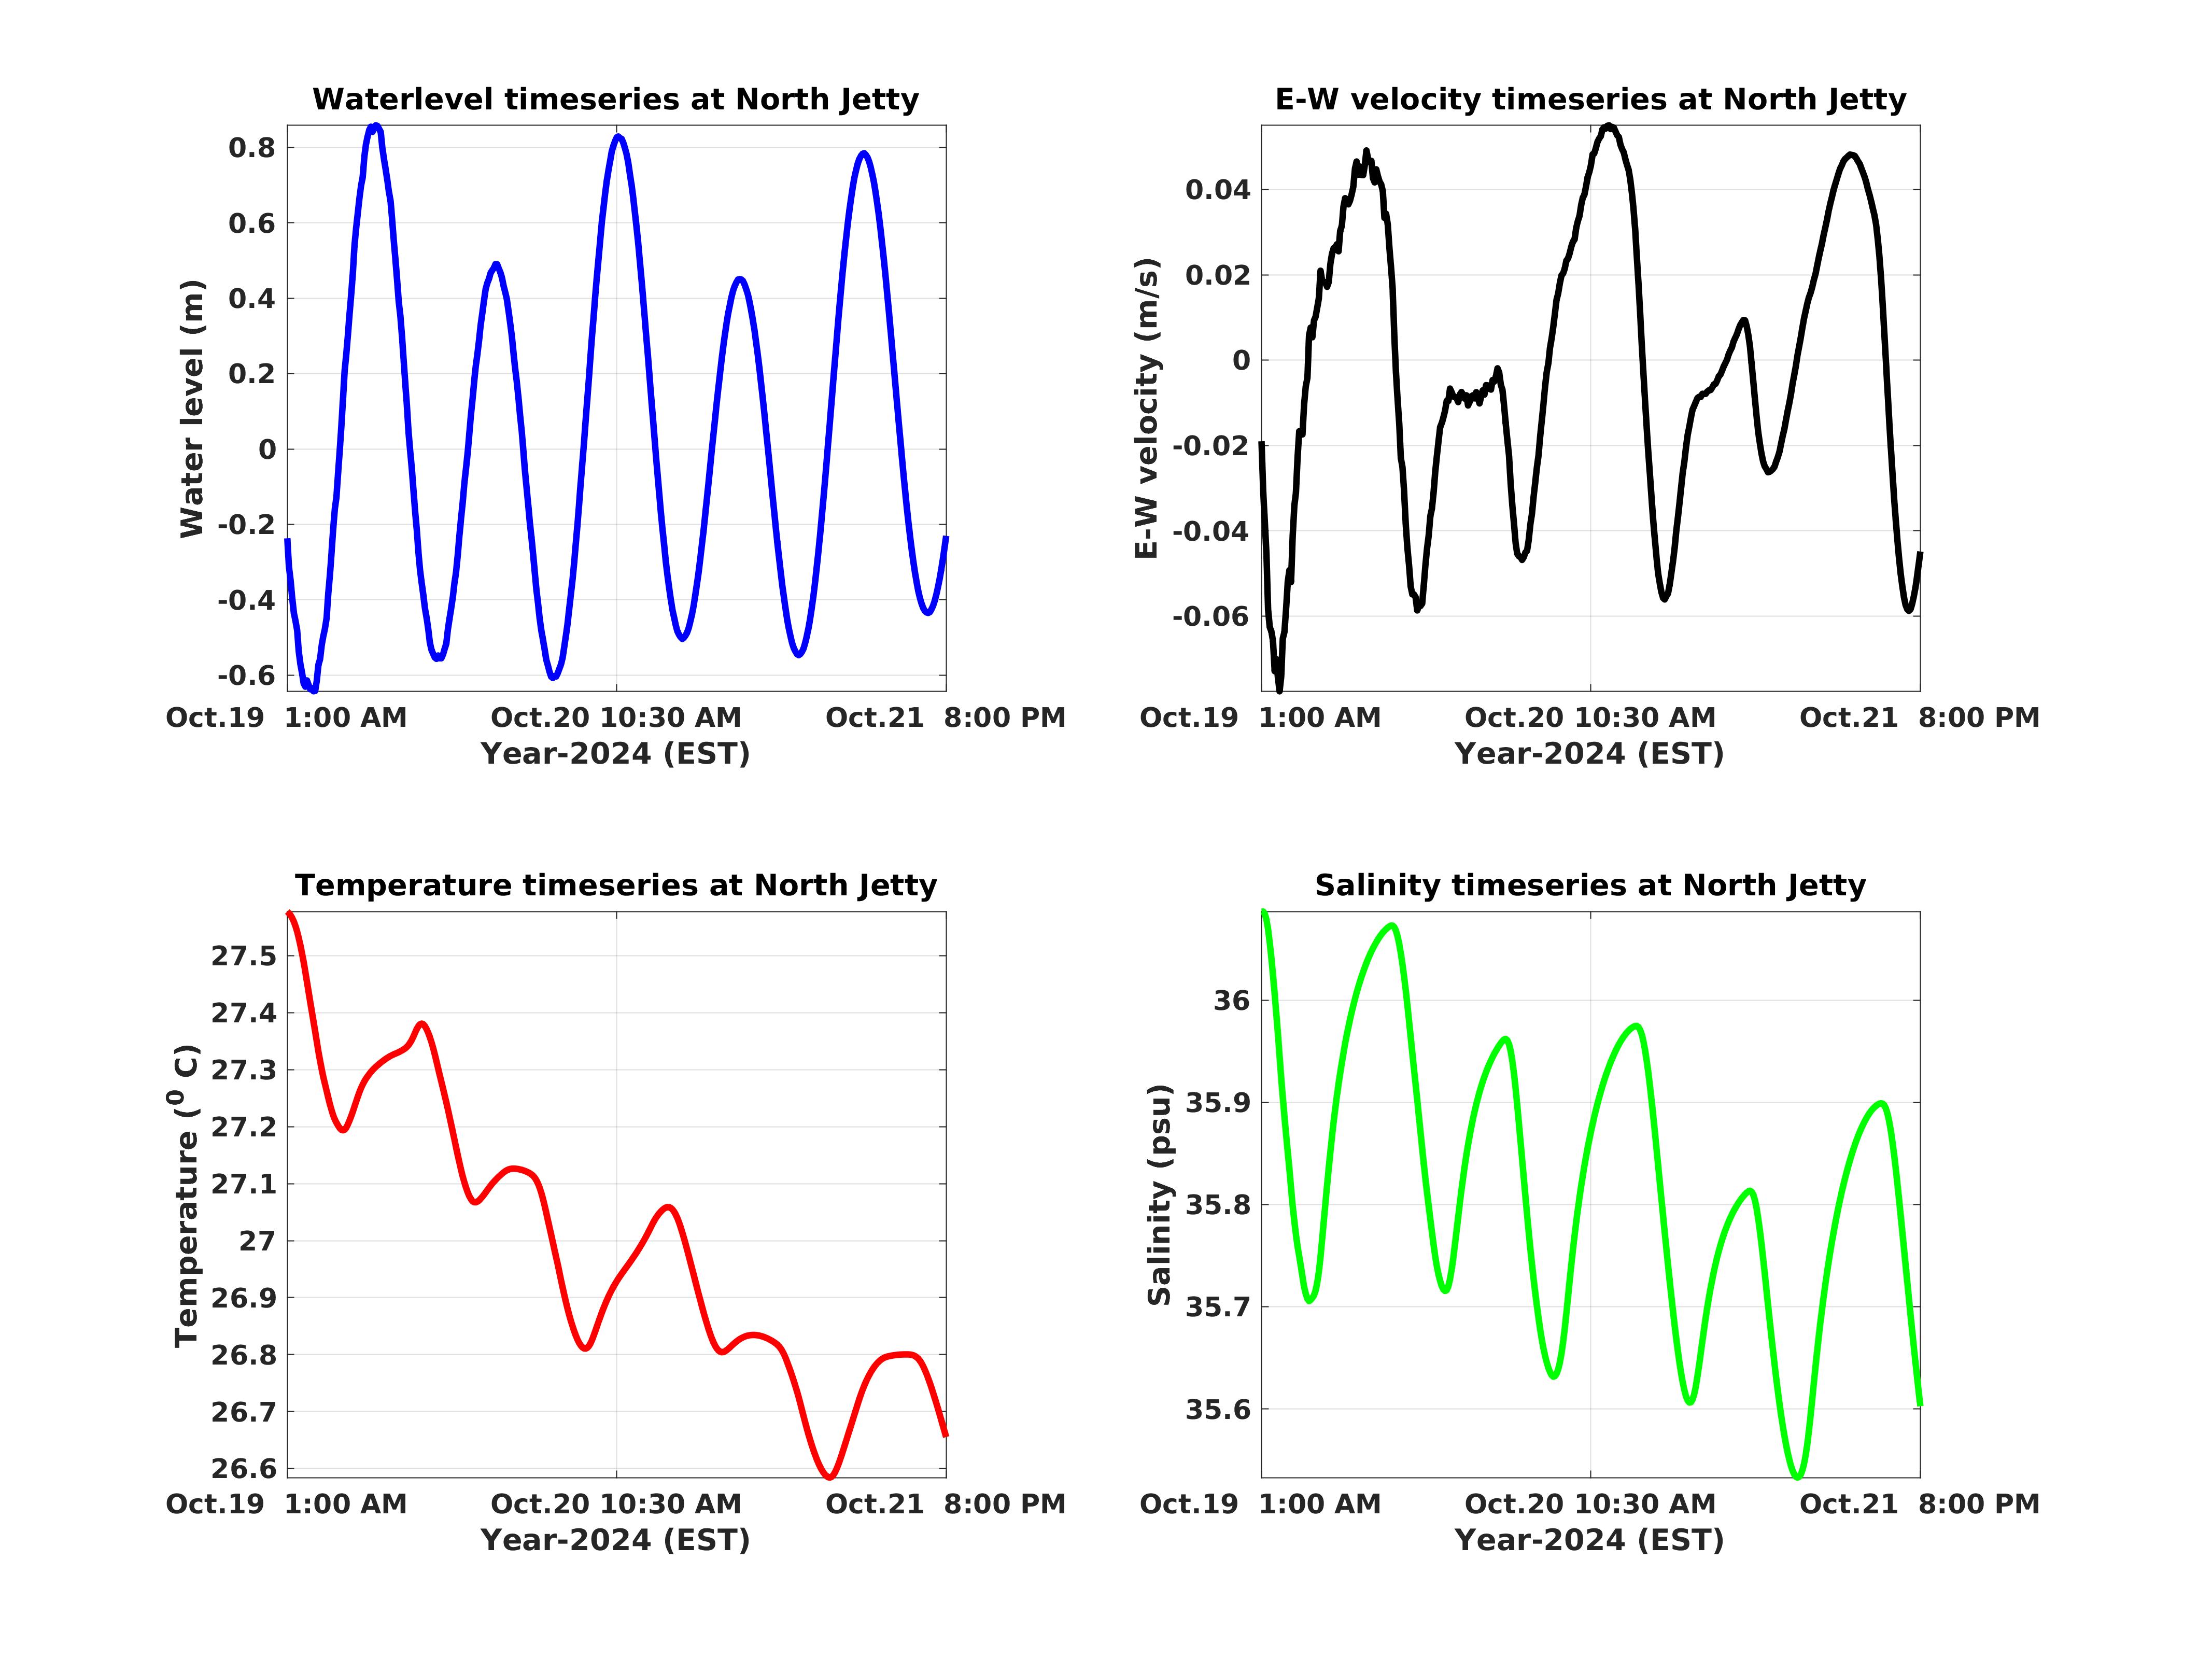 Waterlevel timeseries at North Jetty
0.8
0.6
0.4
0.2
0
-0.2
-0.4
-0.6
Water level (m)
Oct.19 1:00 AM
Oct.20 10:30 AM
Oct.21 8:00 PM
Year-2024 (EST)
E-W velocity timeseries at North Jetty
0.04
0.02
0
-0.02
-0.04
-0.06
E-W velocity (m/s)
Oct.19 1:00 AM
Oct.20 10:30 AM
Oct.21 8:00 PM
Year-2024 (EST)
Temperature timeseries at North Jetty
27.5
27.4
27.3
27.2
27.1
27
26.9
26.8
26.7
26.6
Temperature (⁰ C)
Oct.19 1:00 AM
Oct.20 10:30 AM
Oct.21 8:00 PM
Year-2024 (EST)
Salinity timeseries at North Jetty
36
35.9
35.8
35.7
35.6
Salinity (psu)
Oct.19 1:00 AM
Oct.20 10:30 AM
Oct.21 8:00 PM
Year-2024 (EST)